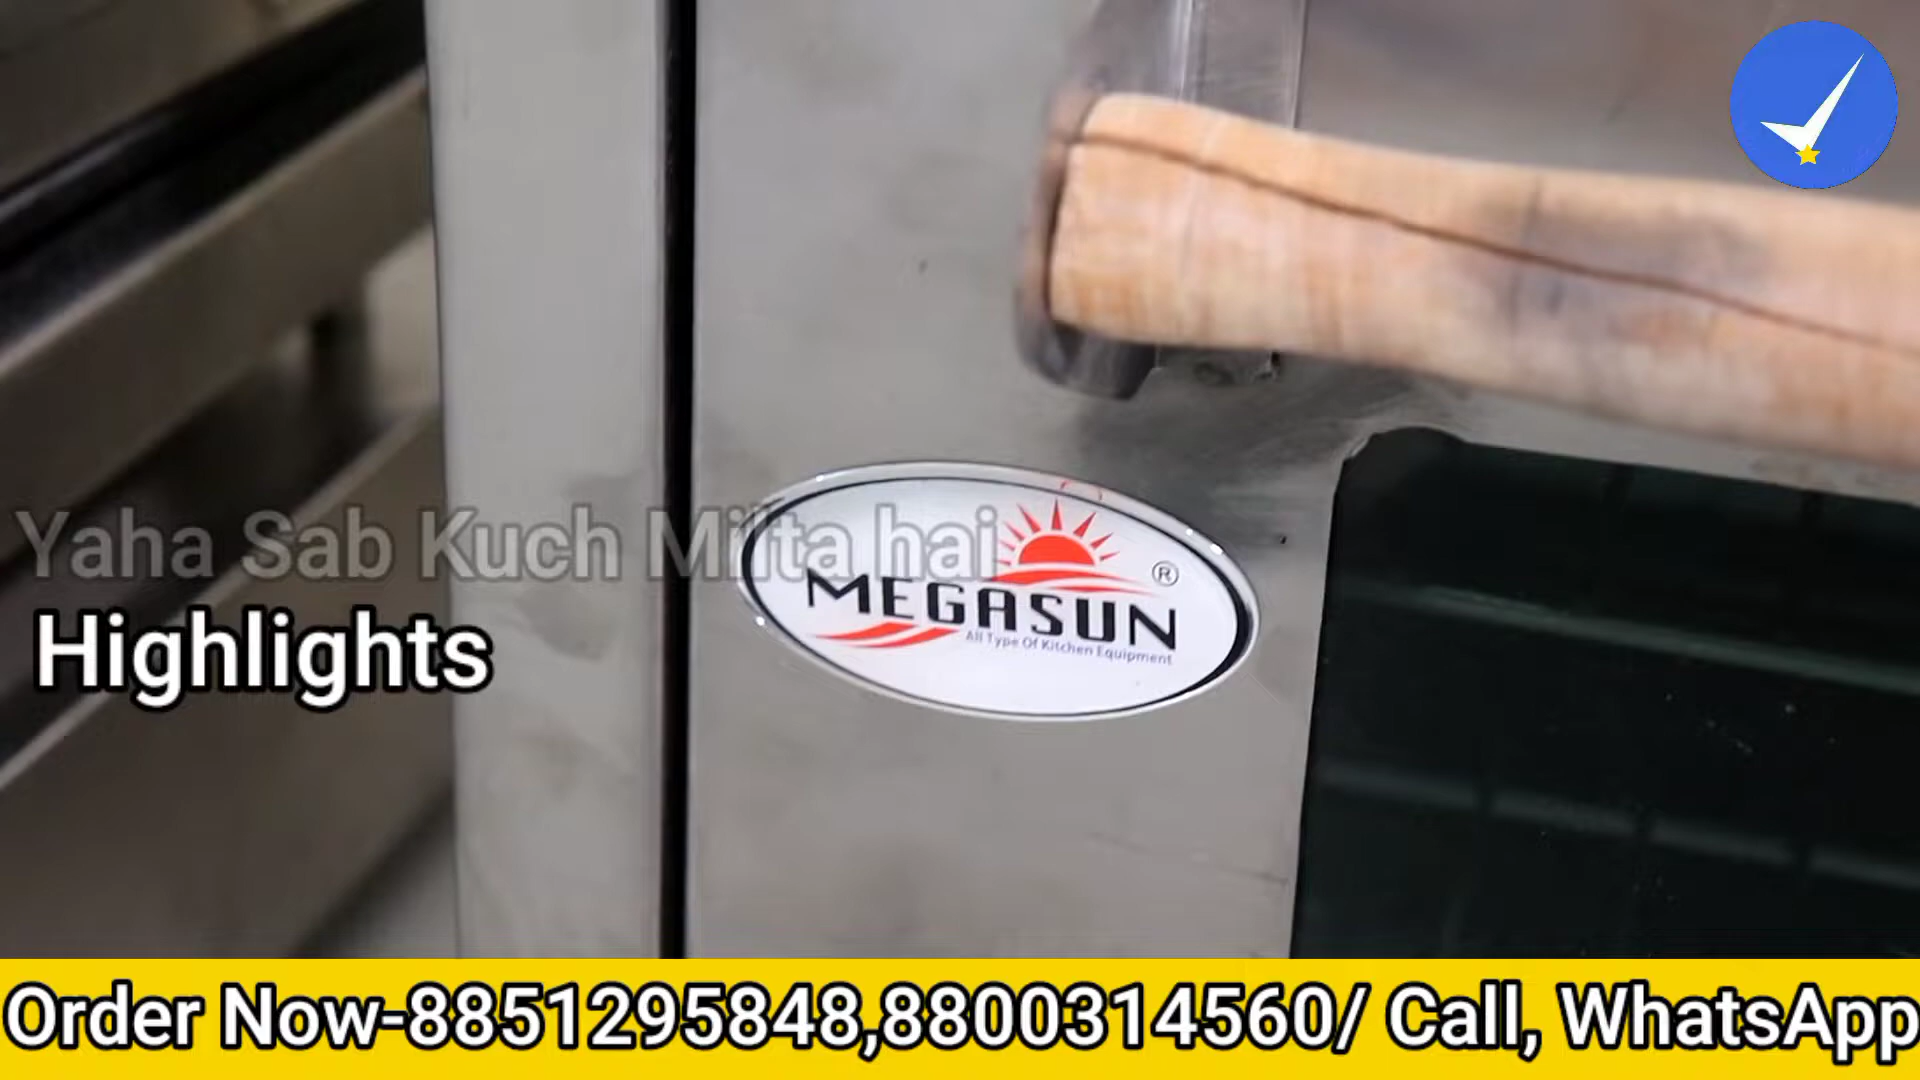 Yaha Sab Kuch Milta hai
MEGASUN ®
All Type Of Kitchen Equipment
Highlights
Order Now-8851295848,8800314560/ Call, WhatsApp